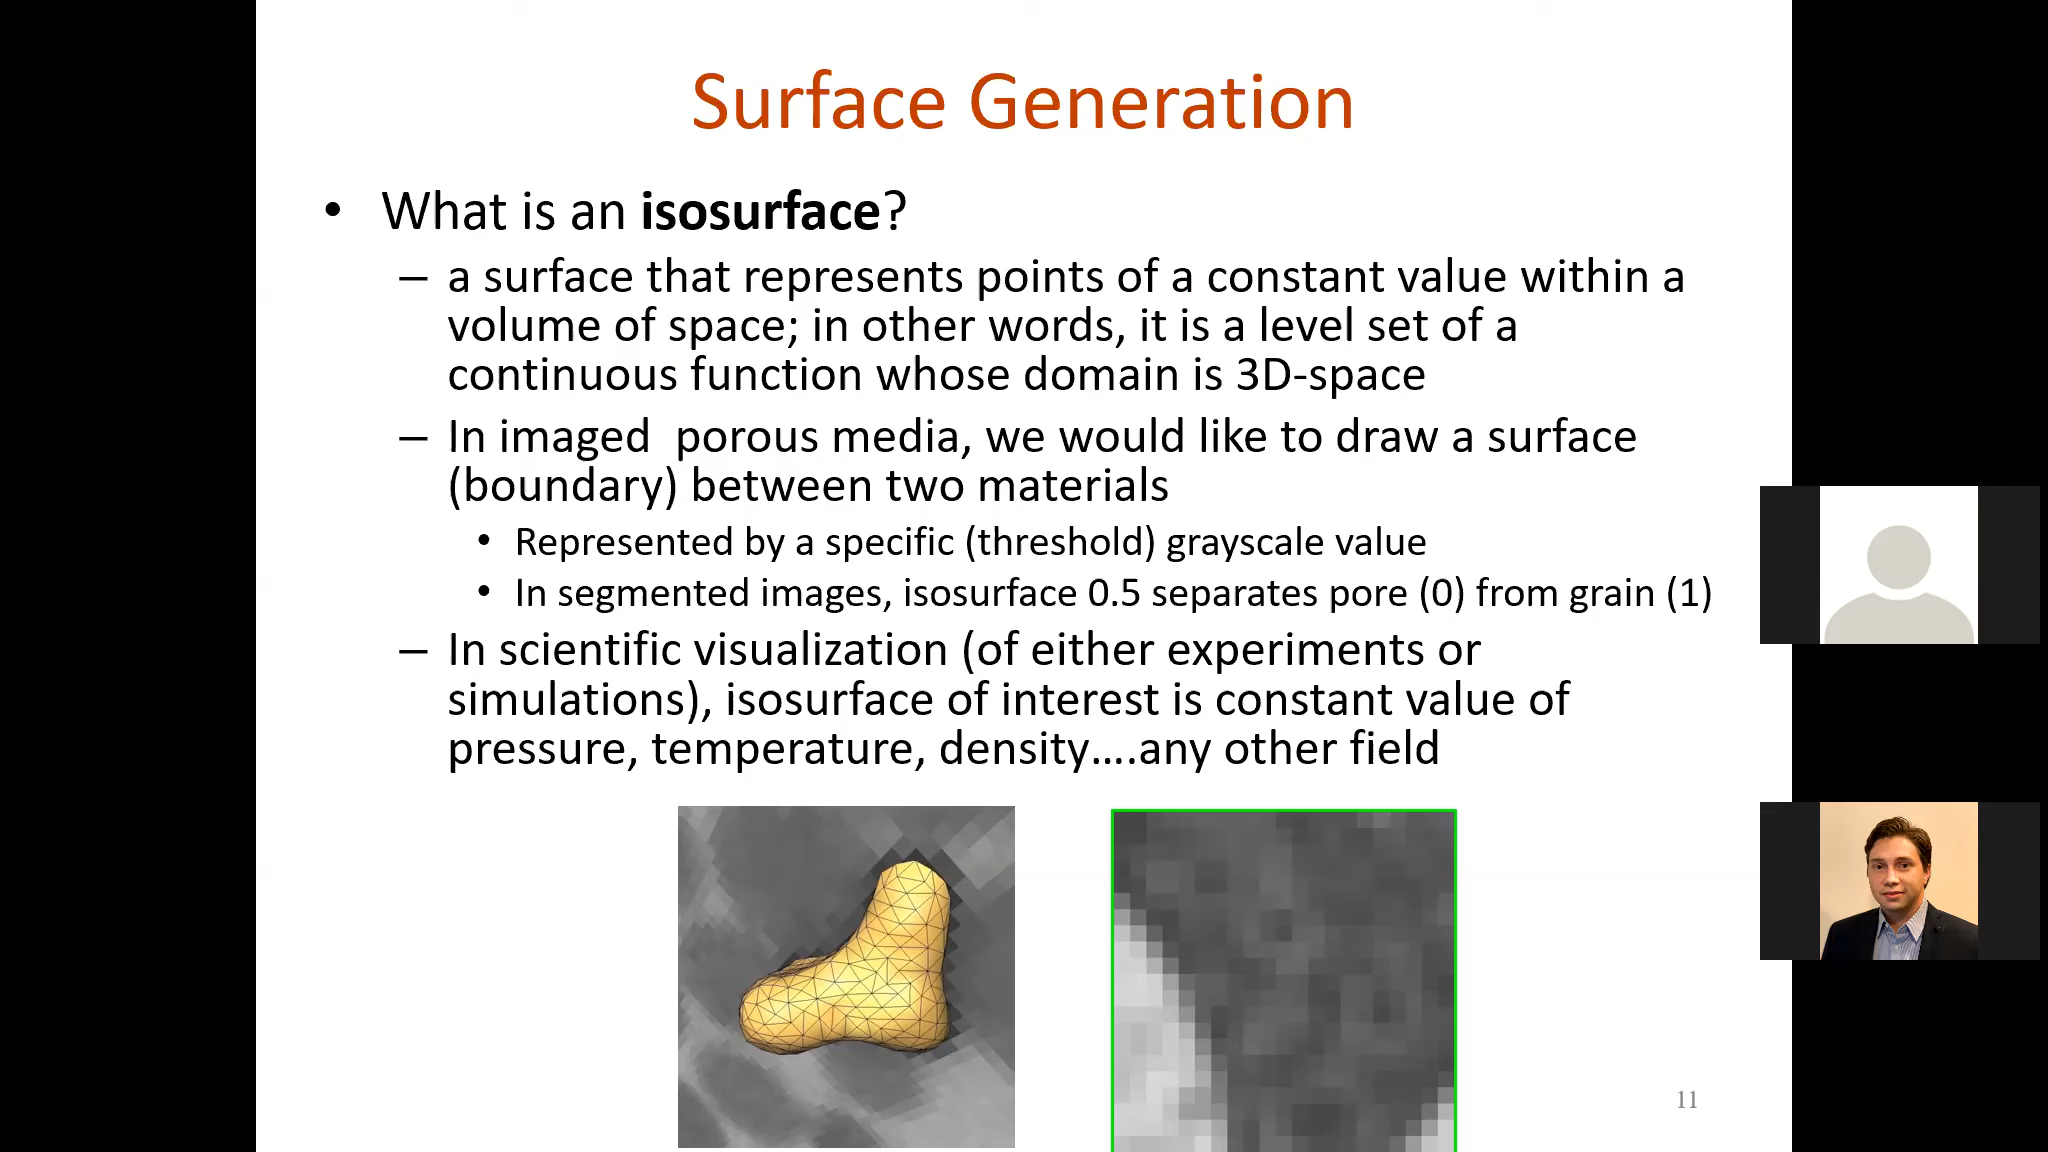 Surface Generation
• What is an isosurface?
– a surface that represents points of a constant value within a
volume of space; in other words, it is a level set of a
continuous function whose domain is 3D-space
– In imaged  porous media, we would like to draw a surface
(boundary) between two materials
• Represented by a specific (threshold) grayscale value
• In segmented images, isosurface 0.5 separates pore (0) from grain (1)
– In scientific visualization (of either experiments or
simulations), isosurface of interest is constant value of
pressure, temperature, density….any other field
11